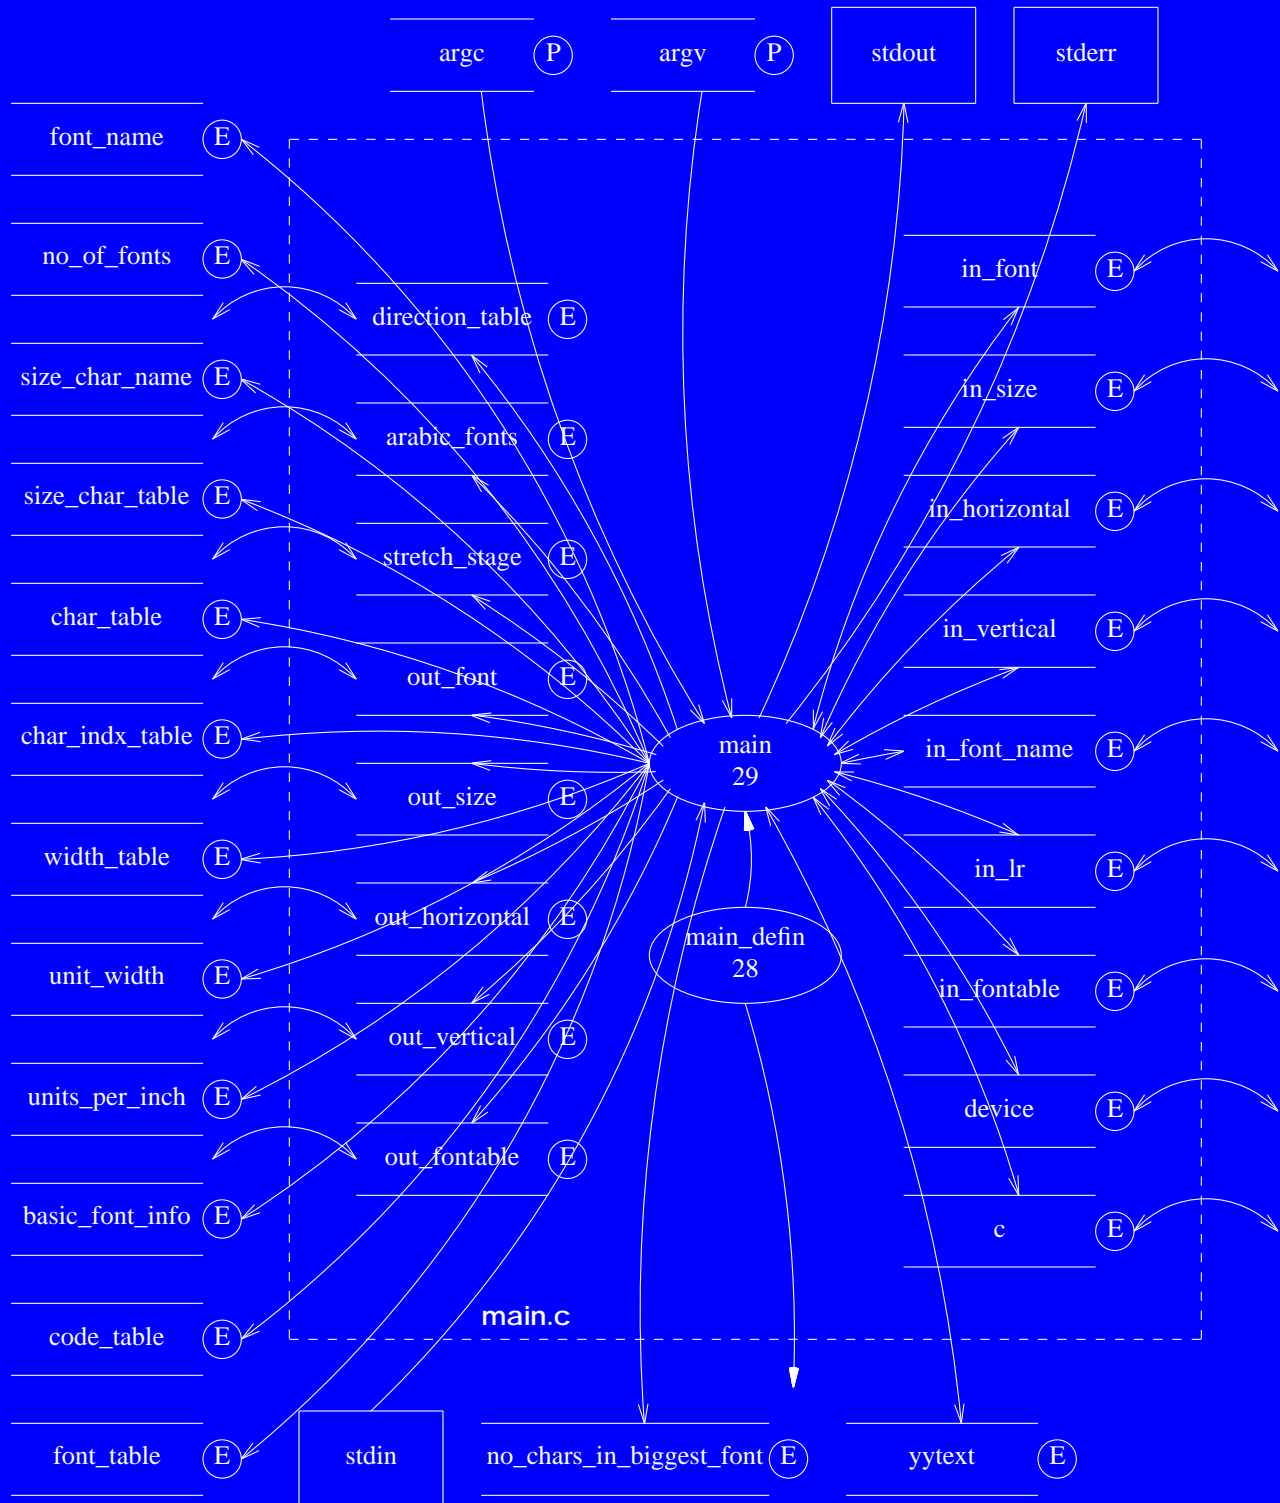 argc P argv P stdout stderr
font_name E
no_of_fonts E in_font E
direction_table E
size_char_name E in_size E
arabic_fonts E
size_char_table E in_horizontal E
stretch_stage E
char_table E in_vertical E
out_font E
char_indx_table E main in_font_name E
29
out_size E
width_table E in_lr E
out_horizontal E main_defin
28
unit_width E in_fontable E
out_vertical E
units_per_inch E device E
out_fontable E
basic_font_info E c E
main.c
code_table E
font_table E stdin no_chars_in_biggest_font E yytext E